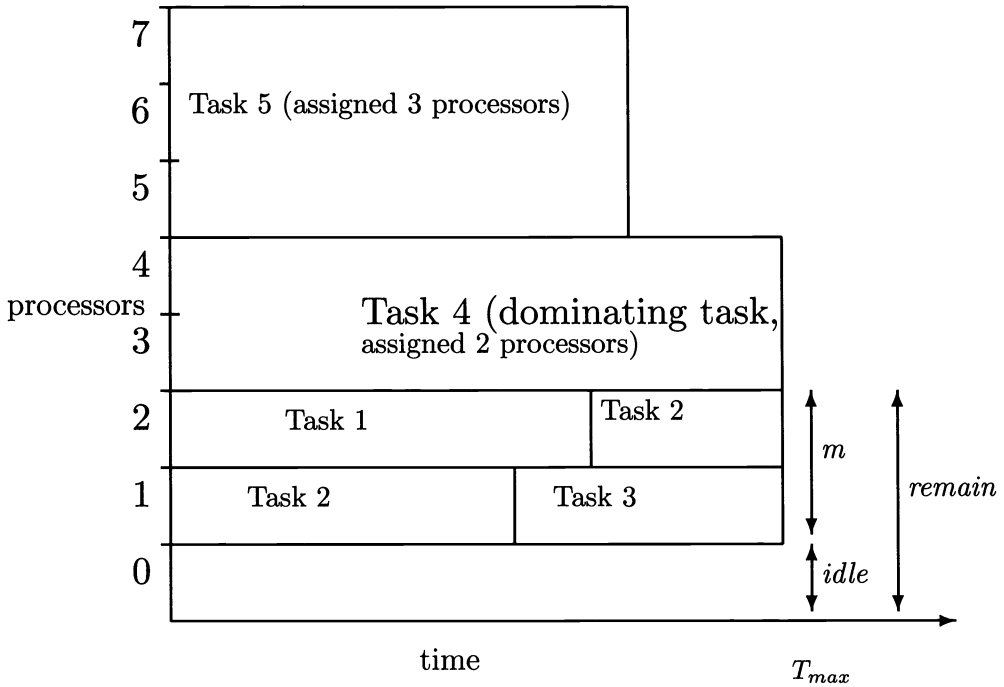 7
6
Task 5 (assigned 3 processors)
5
4
processors
Task 4 (dominating task,
3
assigned 2 processors)
2
Task 1
Task 2
m
1
Task 2
Task 3
remain
0
idle
time
Tmax